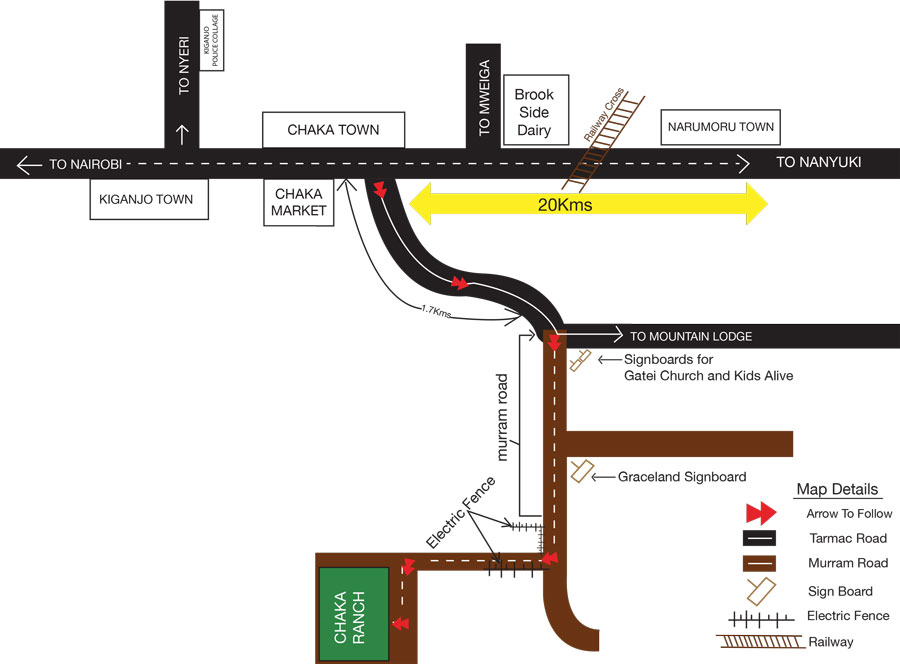 TO NYERI
KIGANJO
POLICE COLLAGE
TO MWEIGA
Brook
Side
Dairy
Railway Cross
CHAKA TOWN
NARUMORU TOWN
TO NAIROBI
TO NANYUKI
KIGANJO TOWN
CHAKA
MARKET
20Kms
1.7Kms
TO MOUNTAIN LODGE
Signboards for
Gatei Church and Kids Alive
murram road
Graceland Signboard
Electric Fence
CHAKA
RANCH
Map Details
Arrow To Follow
Tarmac Road
Murram Road
Sign Board
Electric Fence
Railway